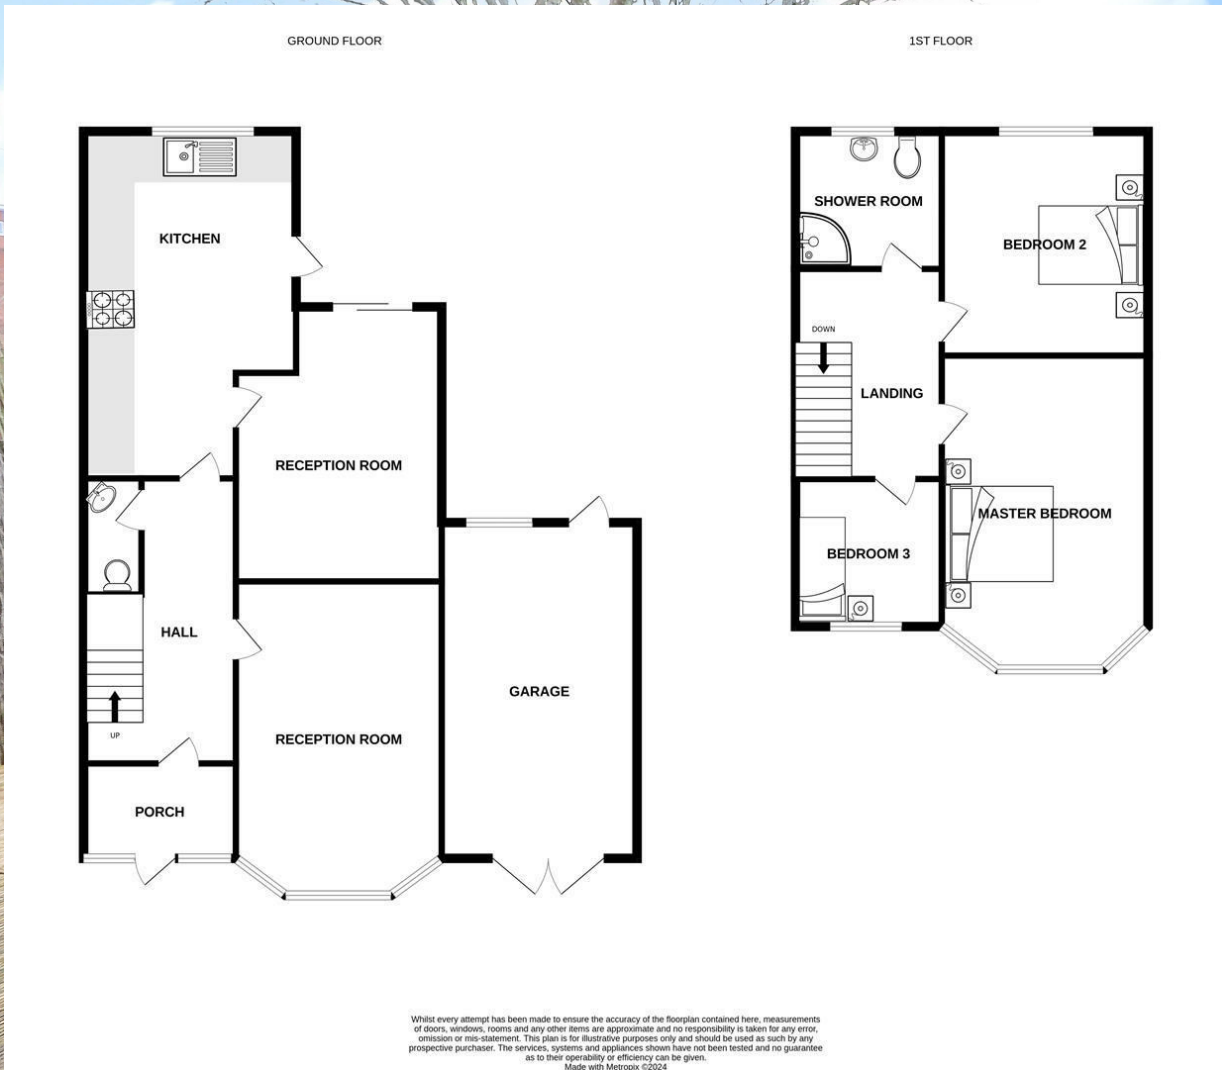 GROUND FLOOR
1ST FLOOR
KITCHEN
RECEPTION ROOM
HALL
UP
RECEPTION ROOM
GARAGE
PORCH
SHOWER ROOM
BEDROOM 2
DOWN
LANDING
MASTER BEDROOM
BEDROOM 3
Whilst every attempt has been made to ensure the accuracy of the floorplan contained here, measurements
of doors, windows, rooms and any other items are approximate and no responsibility is taken for any error,
omission or mis-statement. This plan is for illustrative purposes only and should be used as such by any
prospective purchaser. The services, systems and appliances shown have not been tested and no guarantee
as to their operability or efficiency can be given.
Made with Metropix ©2024